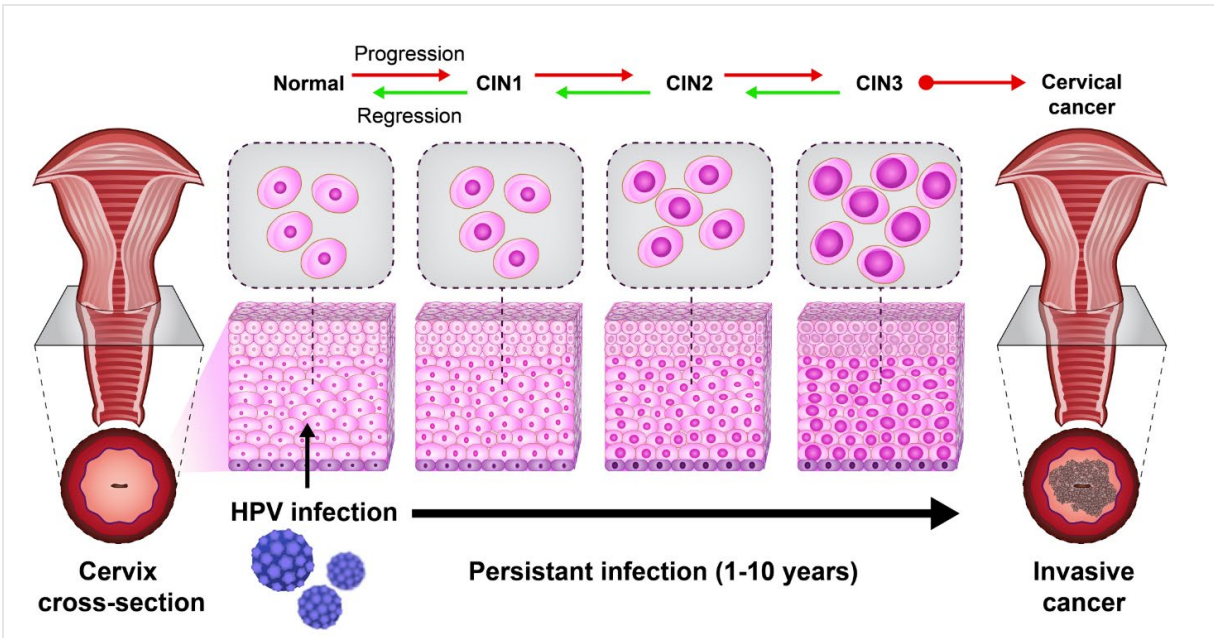 Progression
Normal
CIN1
CIN2
CIN3
Cervical
cancer
Regression
HPV infection
Persistant infection (1-10 years)
Cervix
cross-section
Invasive
cancer